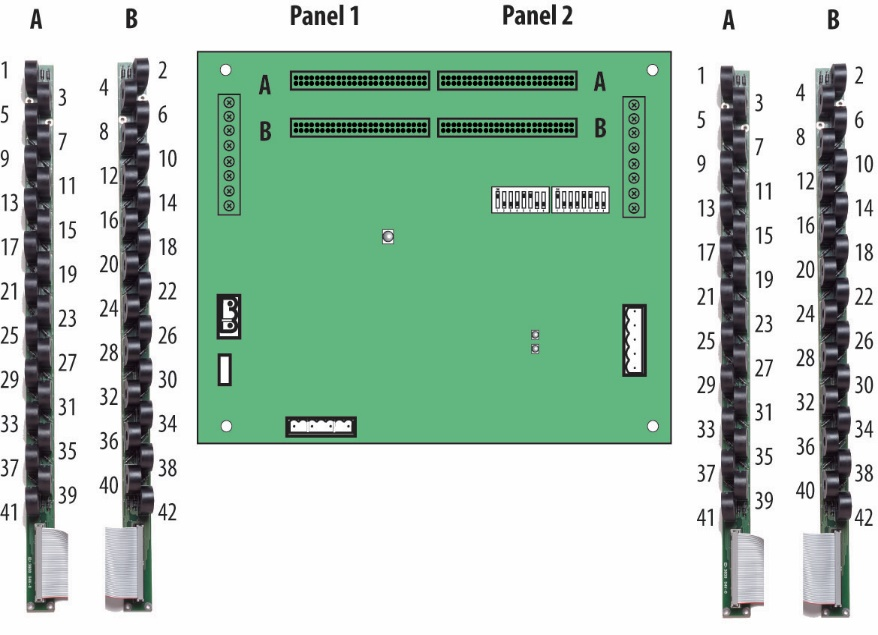 A B Panel 1 Panel 2 A B
1 2 1 2
4 4
3 3
A A
5 6 5 6
B B
7 8 7 8
9 10 9 10
12 12
11 11
13 14 13 14
16 16
15 15
17 18 17 18
20 20
19 19
21 22 21 22
24 24
23 23
25 26 25 26
28 28
27 27
29 30 29 30
32 32
31 31
33 34 33 34
36 36
35 35
37 38 37 38
40 40
39 39
41 42 41 42